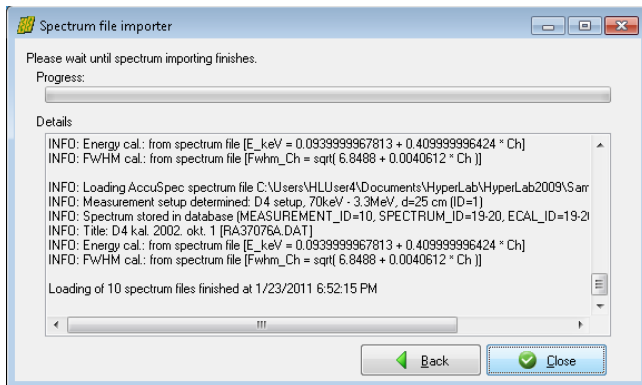 Spectrum file importer
Please wait until spectrum importing finishes.
Progress:
Details
INFO: Energy cal.: from spectrum file [E_keV = 0.0939999967813 + 0.409999996424 * Ch]
INFO: FWHM cal.: from spectrum file [Fwhm_Ch = sqrt( 6.8488 + 0.0040612 * Ch )]
INFO: Loading AccuSpec spectrum file C:\Users\HLUser4\Documents\HyperLab\HyperLab2009\Sam
INFO: Measurement setup determined: D4 setup, 70keV - 3.3MeV, d=25 cm (ID=1)
INFO: Spectrum stored in database (MEASUREMENT_ID=10, SPECTRUM_ID=19-20, ECAL_ID=19-20
INFO: Title: D4 kal. 2002. okt. 1 [RA37076A.DAT]
INFO: Energy cal.: from spectrum file [E_keV = 0.0939999967813 + 0.409999996424 * Ch]
INFO: FWHM cal.: from spectrum file [Fwhm_Ch = sqrt( 6.8488 + 0.0040612 * Ch )]
Loading of 10 spectrum files finished at 1/23/2011 6:52:15 PM
Back
Close